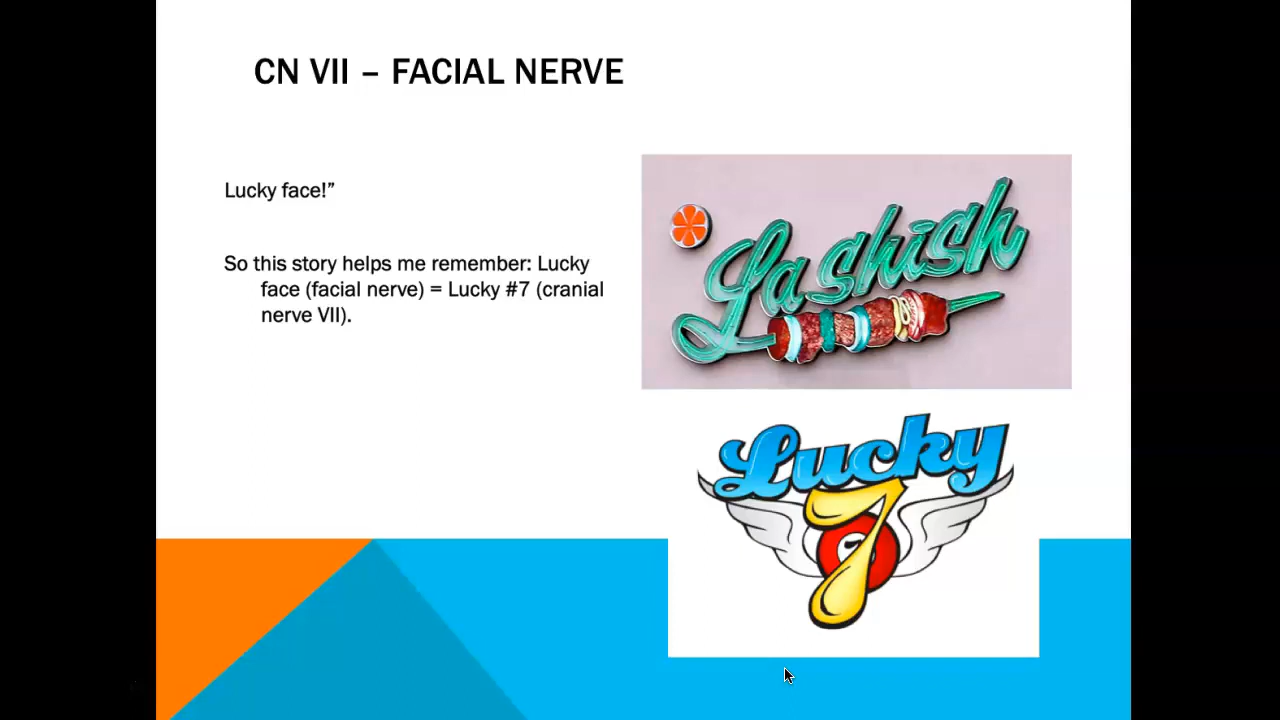 CN VII – FACIAL NERVE
Lucky face!”
So this story helps me remember: Lucky
face (facial nerve) = Lucky #7 (cranial
nerve VII).
Lashish
Lucky
7